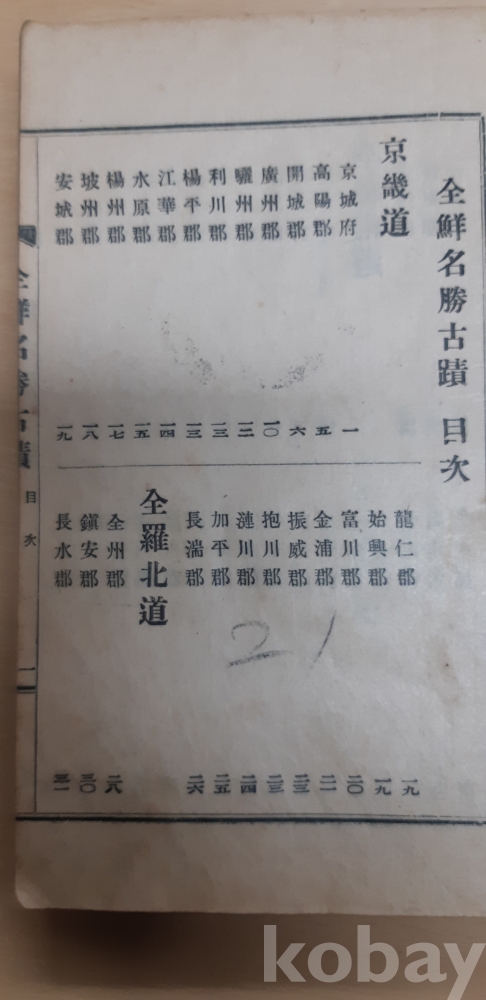 全鮮名勝古蹟 目次
京畿道
京城府 一
高陽郡 五
開城郡 六
廣州郡 一〇
驪州郡 一二
利川郡 一三
楊平郡 一三
江華郡 一四
水原郡 一五
楊州郡 一七
坡州郡 一八
安城郡 一九
龍仁郡 一九
始興郡 一九
富川郡 二〇
金浦郡 二一
振威郡 二三
抱川郡 二三
漣川郡 二四
加平郡 二五
長湍郡 二六
全羅北道
全州郡 二八
鎭安郡 三〇
長水郡 三一
全鮮名勝古蹟 目次 一
21
kobay